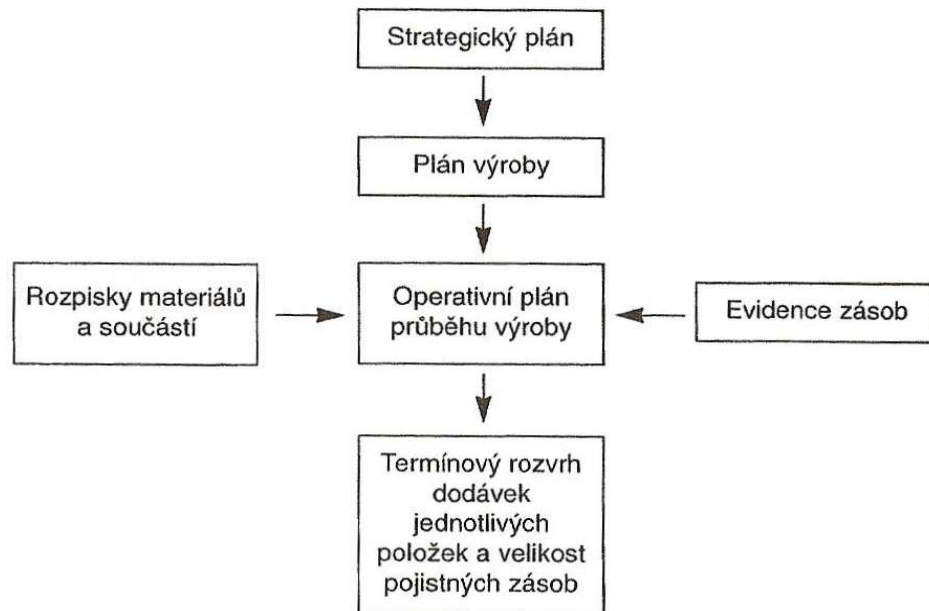 Strategický plán
Plán výroby
Rozpisky materiálů
a součástí
Operativní plán
průběhu výroby
Evidence zásob
Termínový rozvrh
dodávek
jednotlivých
položek a velikost
pojistných zásob